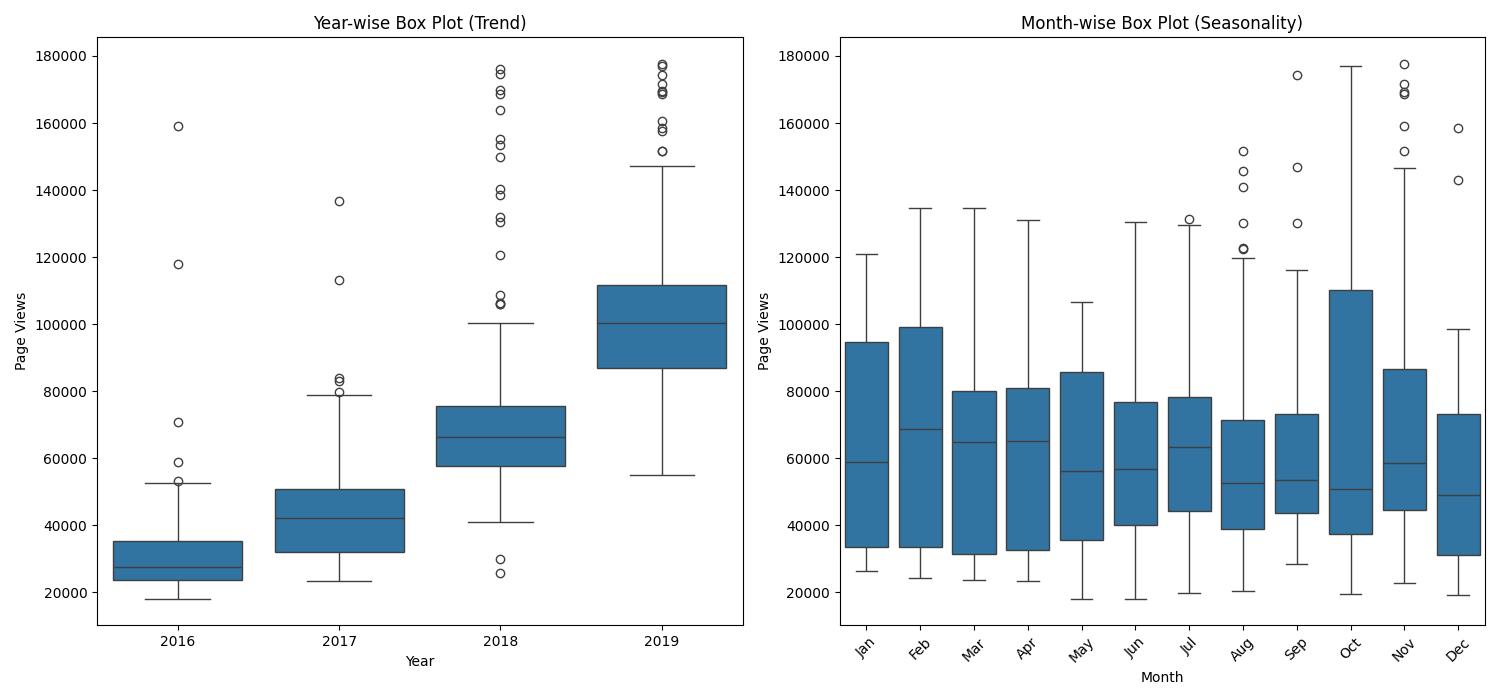 Year-wise Box Plot (Trend)
Page Views
180000
160000
140000
120000
100000
80000
60000
40000
20000
2016 2017 2018 2019
Year
Month-wise Box Plot (Seasonality)
Page Views
180000
160000
140000
120000
100000
80000
60000
40000
20000
Jan Feb Mar Apr May Jun Jul Aug Sep Oct Nov Dec
Month